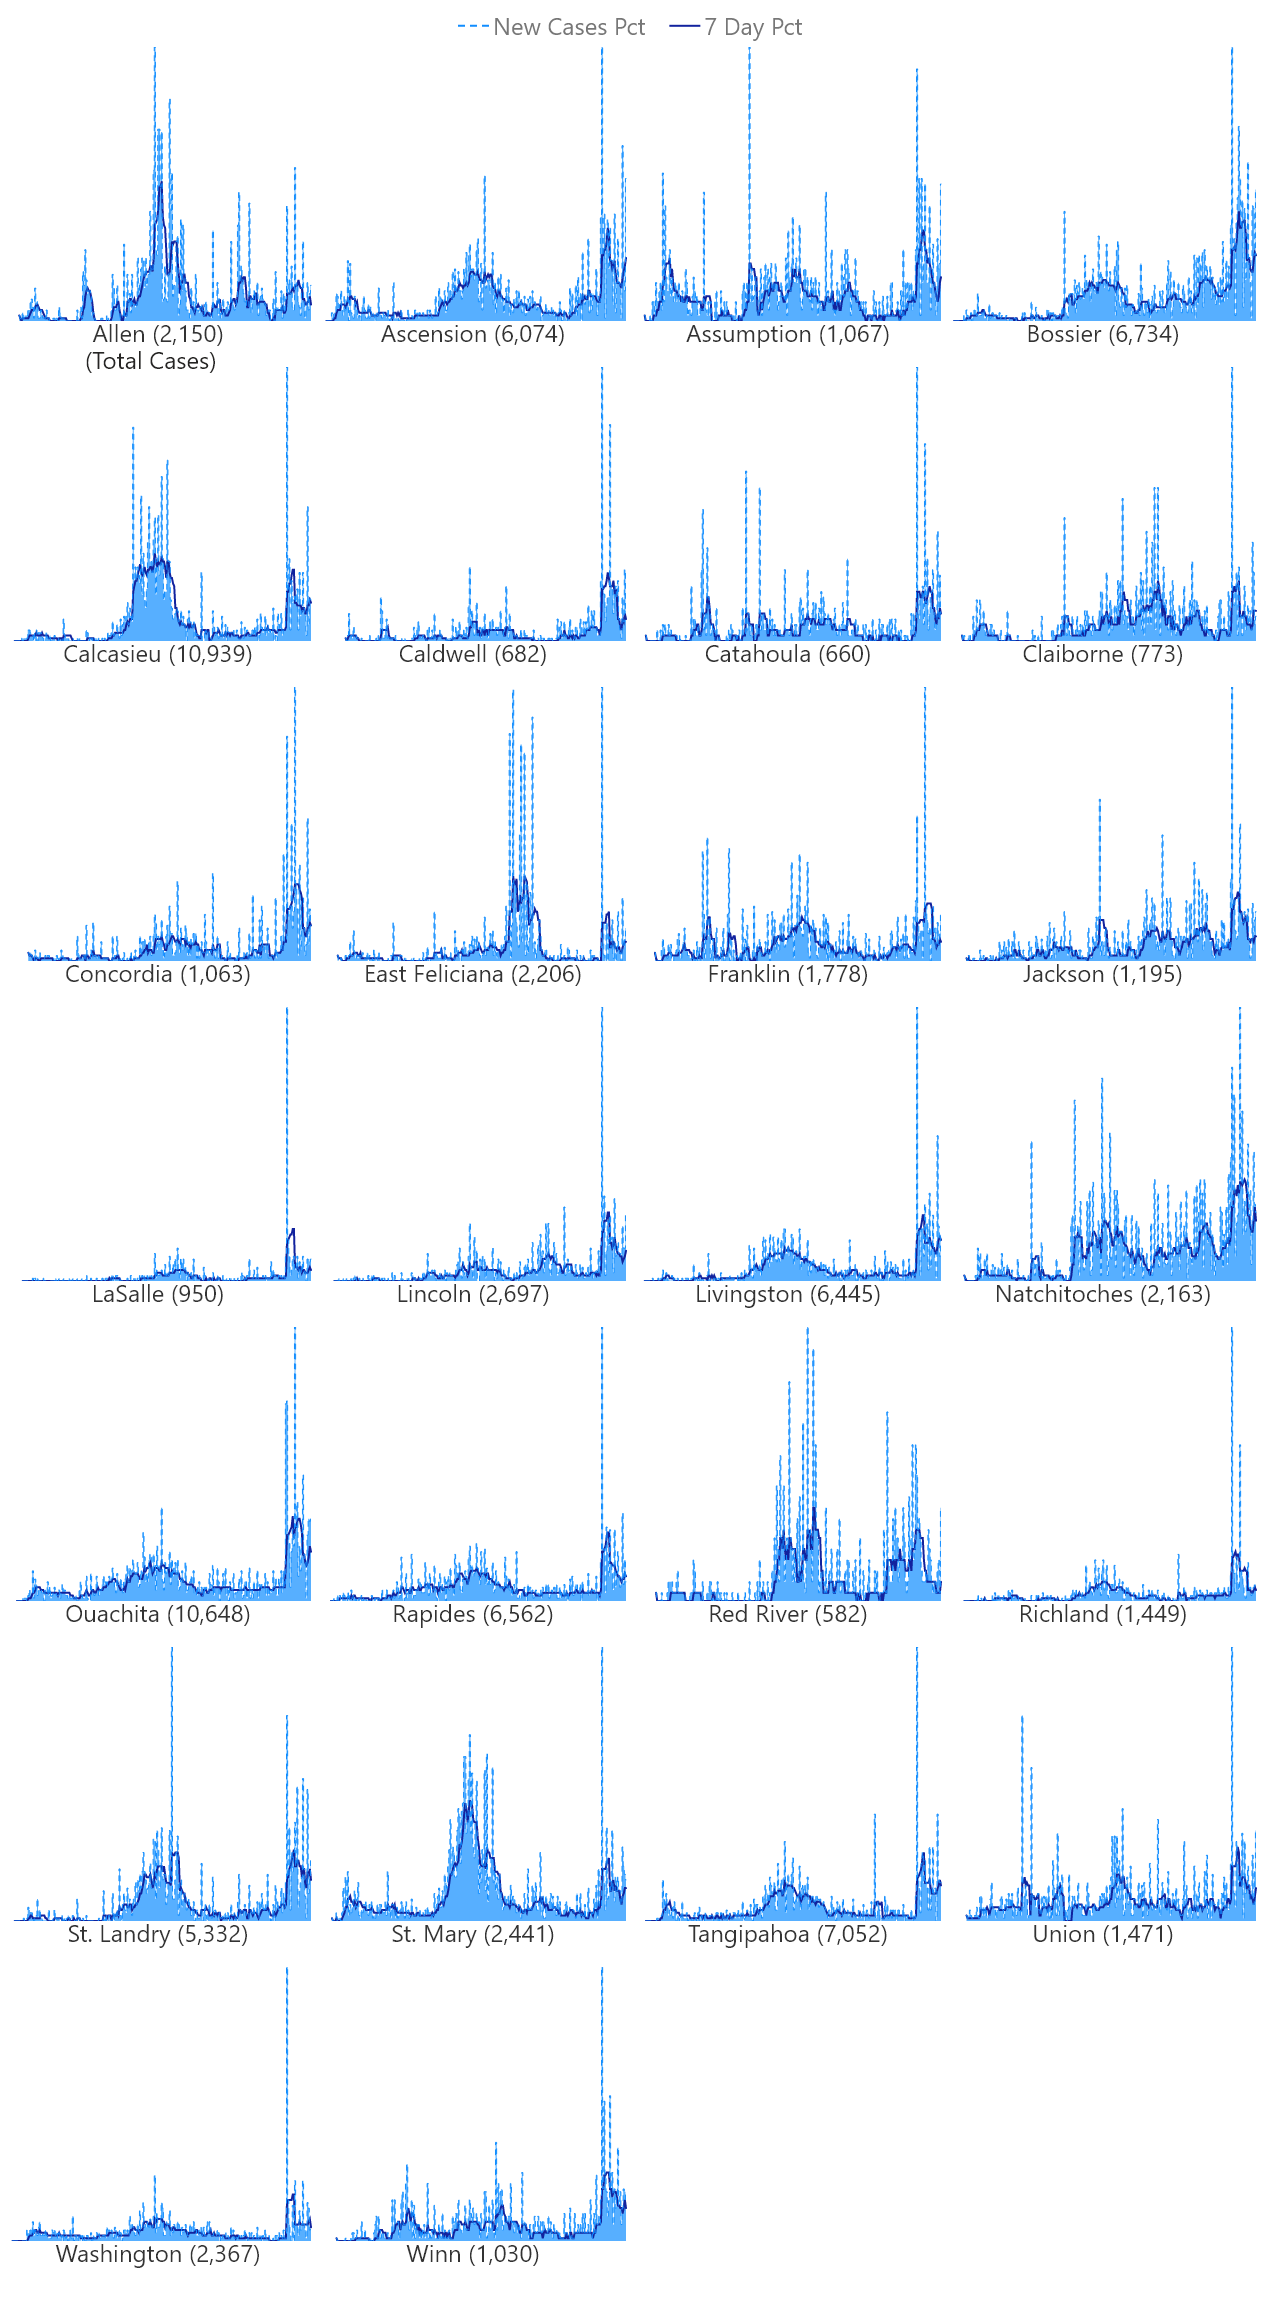 New Cases Pct 7 Day Pct
Allen (2,150) Ascension (6,074) Assumption (1,067) Bossier (6,734)
(Total Cases)
Calcasieu (10,939) Caldwell (682) Catahoula (660) Claiborne (773)
Concordia (1,063) East Feliciana (2,206) Franklin (1,778) Jackson (1,195)
LaSalle (950) Lincoln (2,697) Livingston (6,445) Natchitoches (2,163)
Ouachita (10,648) Rapides (6,562) Red River (582) Richland (1,449)
St. Landry (5,332) St. Mary (2,441) Tangipahoa (7,052) Union (1,471)
Washington (2,367) Winn (1,030)